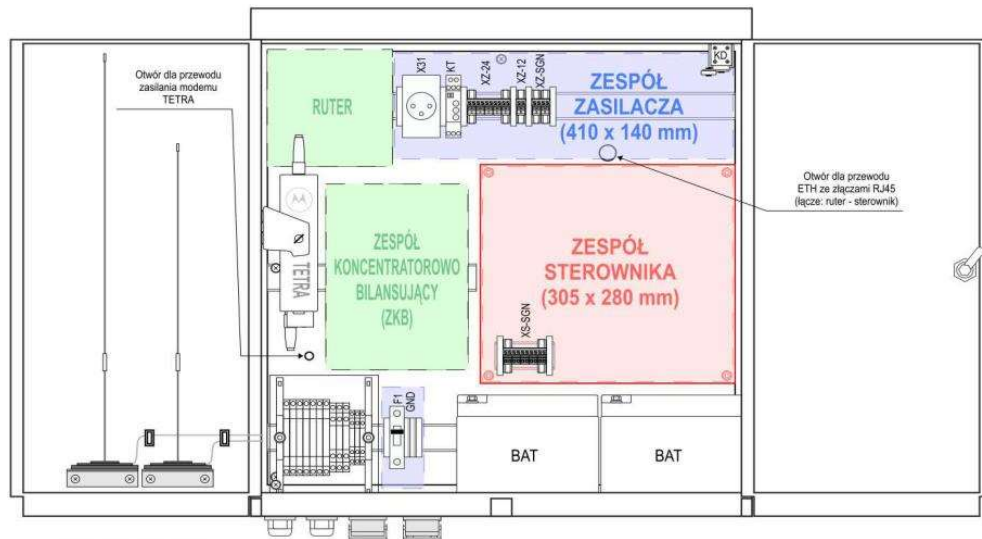 Otwór dla przewodu
zasilania modemu
TETRA
RUTER
X31
KT
XZ-24
XZ-12
XZ-SGN
ZESPÓŁ
ZASILACZA
(410 x 140 mm)
KD
Otwór dla przewodu
ETH ze złączami RJ45
(łącze: ruter - sterownik)
TETRA
ZESPÓŁ
KONCENTRATOROWO
BILANSUJĄCY
(ZKB)
ZESPÓŁ
STEROWNIKA
(305 x 280 mm)
XS-SGN
F1
GND
BAT
BAT